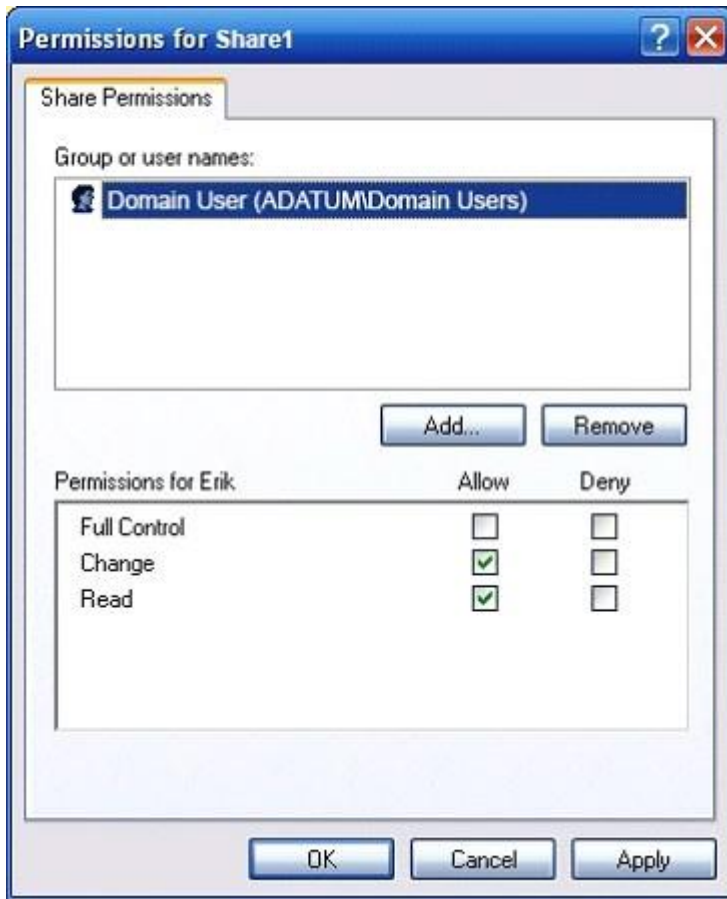 Permissions for Share1
Share Permissions
Group or user names:
Domain User (ADATUM\Domain Users)
Add... Remove
Permissions for Erik Allow Deny
Full Control
Change
Read
OK Cancel Apply